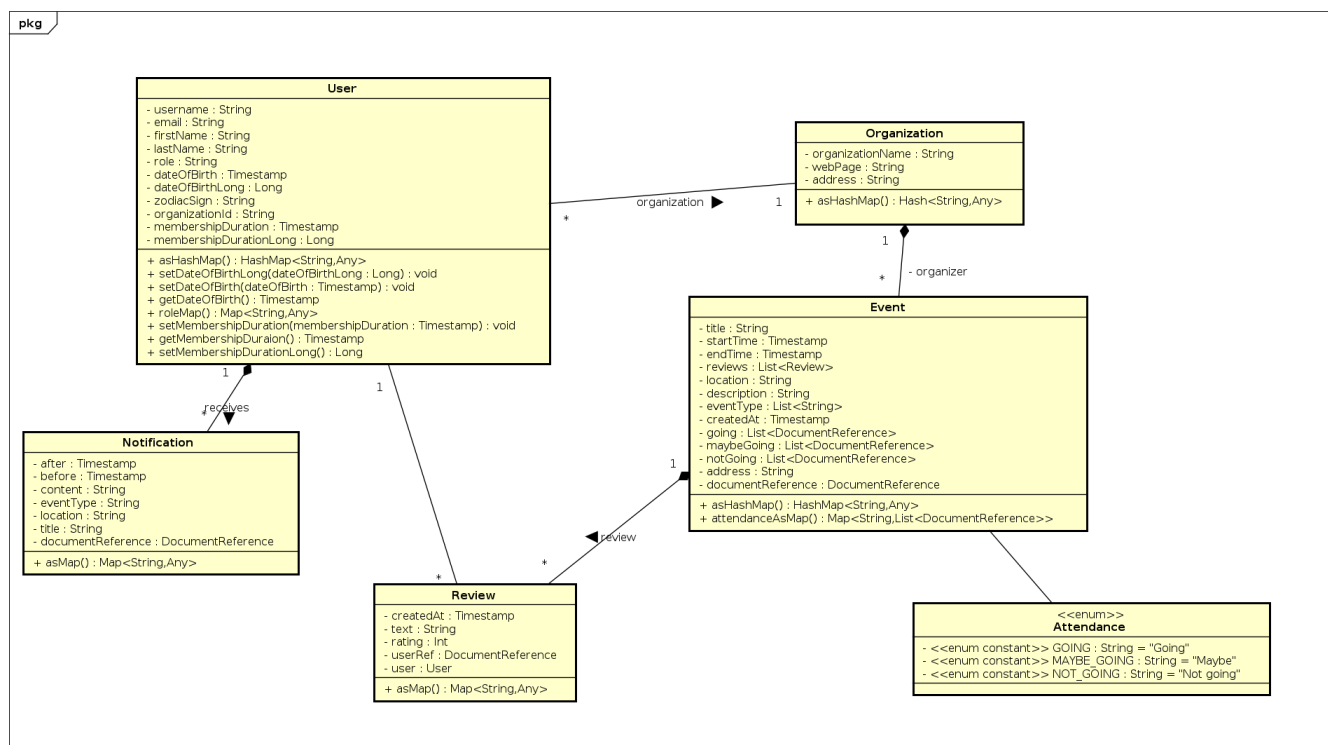 pkg
User
- username : String
- email : String
- firstName : String
- lastName : String
- role : String
- dateOfBirth : Timestamp
- dateOfBirthLong : Long
- zodiacSign : String
- organizationId : String
- membershipDuration : Timestamp
- membershipDurationLong : Long
+ asHashMap() : HashMap<String,Any>
+ setDateOfBirthLong(dateOfBirthLong : Long) : void
+ setDateOfBirth(dateOfBirth : Timestamp) : void
+ getDateOfBirth() : Timestamp
+ roleMap() : Map<String,Any>
+ setMembershipDuration(membershipDuration : Timestamp) : void
+ getMembershipDuraion() : Timestamp
+ setMembershipDurationLong() : Long
organization ▶
*
1
Organization
- organizationName : String
- webPage : String
- address : String
+ asHashMap() : Hash<String,Any>
1
*
- organizer
Event
- title : String
- startTime : Timestamp
- endTime : Timestamp
- reviews : List<Review>
- location : String
- description : String
- eventType : List<String>
- createdAt : Timestamp
- going : List<DocumentReference>
- maybeGoing : List<DocumentReference>
- notGoing : List<DocumentReference>
- address : String
- documentReference : DocumentReference
+ asHashMap() : HashMap<String,Any>
+ attendanceAsMap() : Map<String,List<DocumentReference>>
1
receives
*
Notification
- after : Timestamp
- before : Timestamp
- content : String
- eventType : String
- location : String
- title : String
- documentReference : DocumentReference
+ asMap() : Map<String,Any>
1
*
1
◀ review
*
Review
- createdAt : Timestamp
- text : String
- rating : Int
- userRef : DocumentReference
- user : User
+ asMap() : Map<String,Any>
<<enum>>
Attendance
- <<enum constant>> GOING : String = "Going"
- <<enum constant>> MAYBE_GOING : String = "Maybe"
- <<enum constant>> NOT_GOING : String = "Not going"